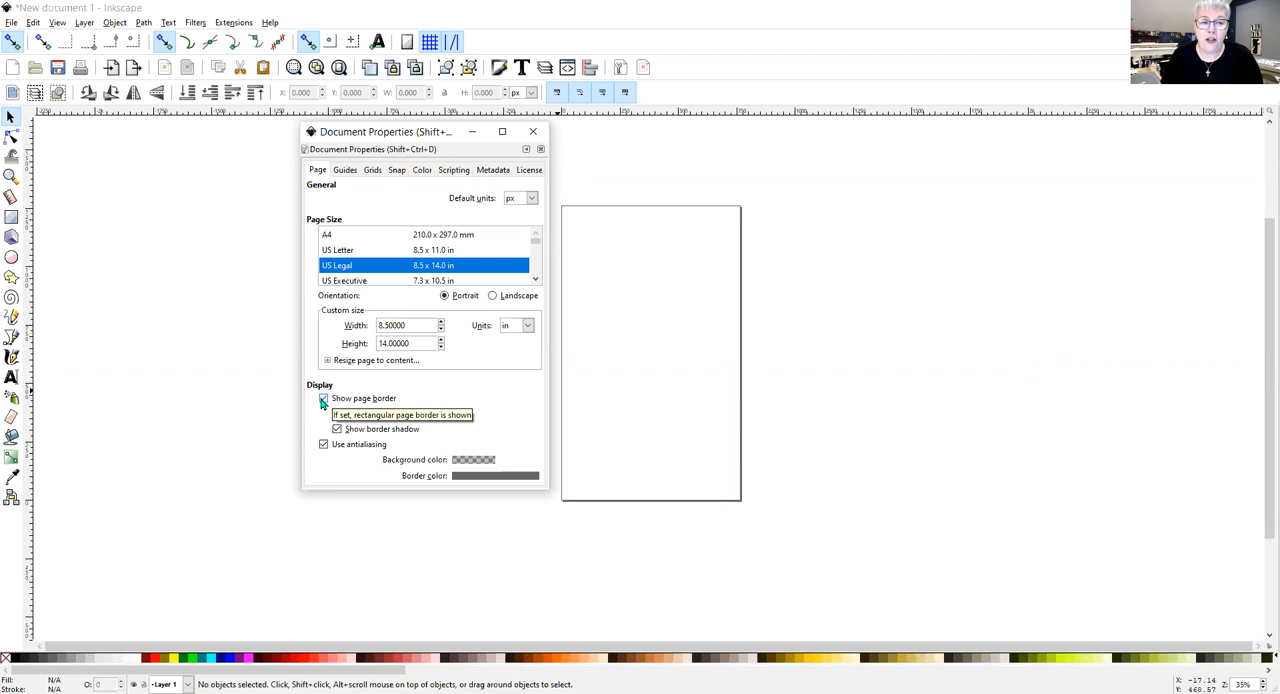 *New document 1 - Inkscape
File Edit View Layer Object Path Text Filters Extensions Help
X: 0.000 Y: 0.000 W: 0.000 H: 0.000 px
Document Properties (Shift+...
Document Properties (Shift+Ctrl+D)
Page Guides Grids Snap Color Scripting Metadata License
General
Default units: px
Page Size
A4 210.0 x 297.0 mm
US Letter 8.5 x 11.0 in
US Legal 8.5 x 14.0 in
US Executive 7.3 x 10.5 in
Orientation: Portrait Landscape
Custom size
Width: 8.50000 Units: in
Height: 14.00000
Resize page to content...
Display
Show page border
If set, rectangular page border is shown
Show border shadow
Use antialiasing
Background color:
Border color:
Fill: N/A
Stroke: N/A
O: 0
Layer 1
No objects selected. Click, Shift+click, Alt+scroll mouse on top of objects, or drag around objects to select.
X: -17.14
Y: 468.57
Z: 35%